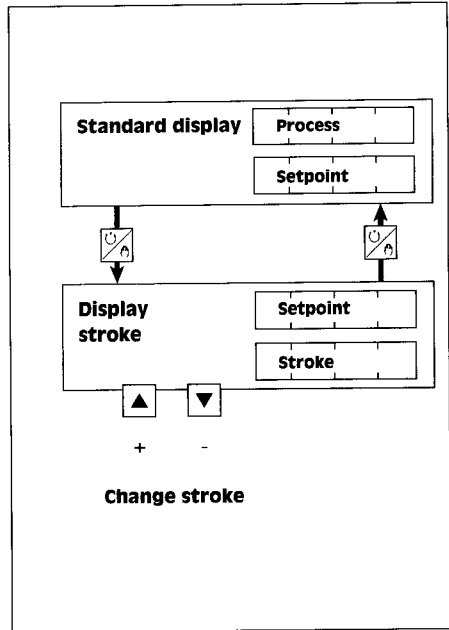 Standard display
Process
Setpoint
Display
stroke
Setpoint
Stroke
+ -
Change stroke